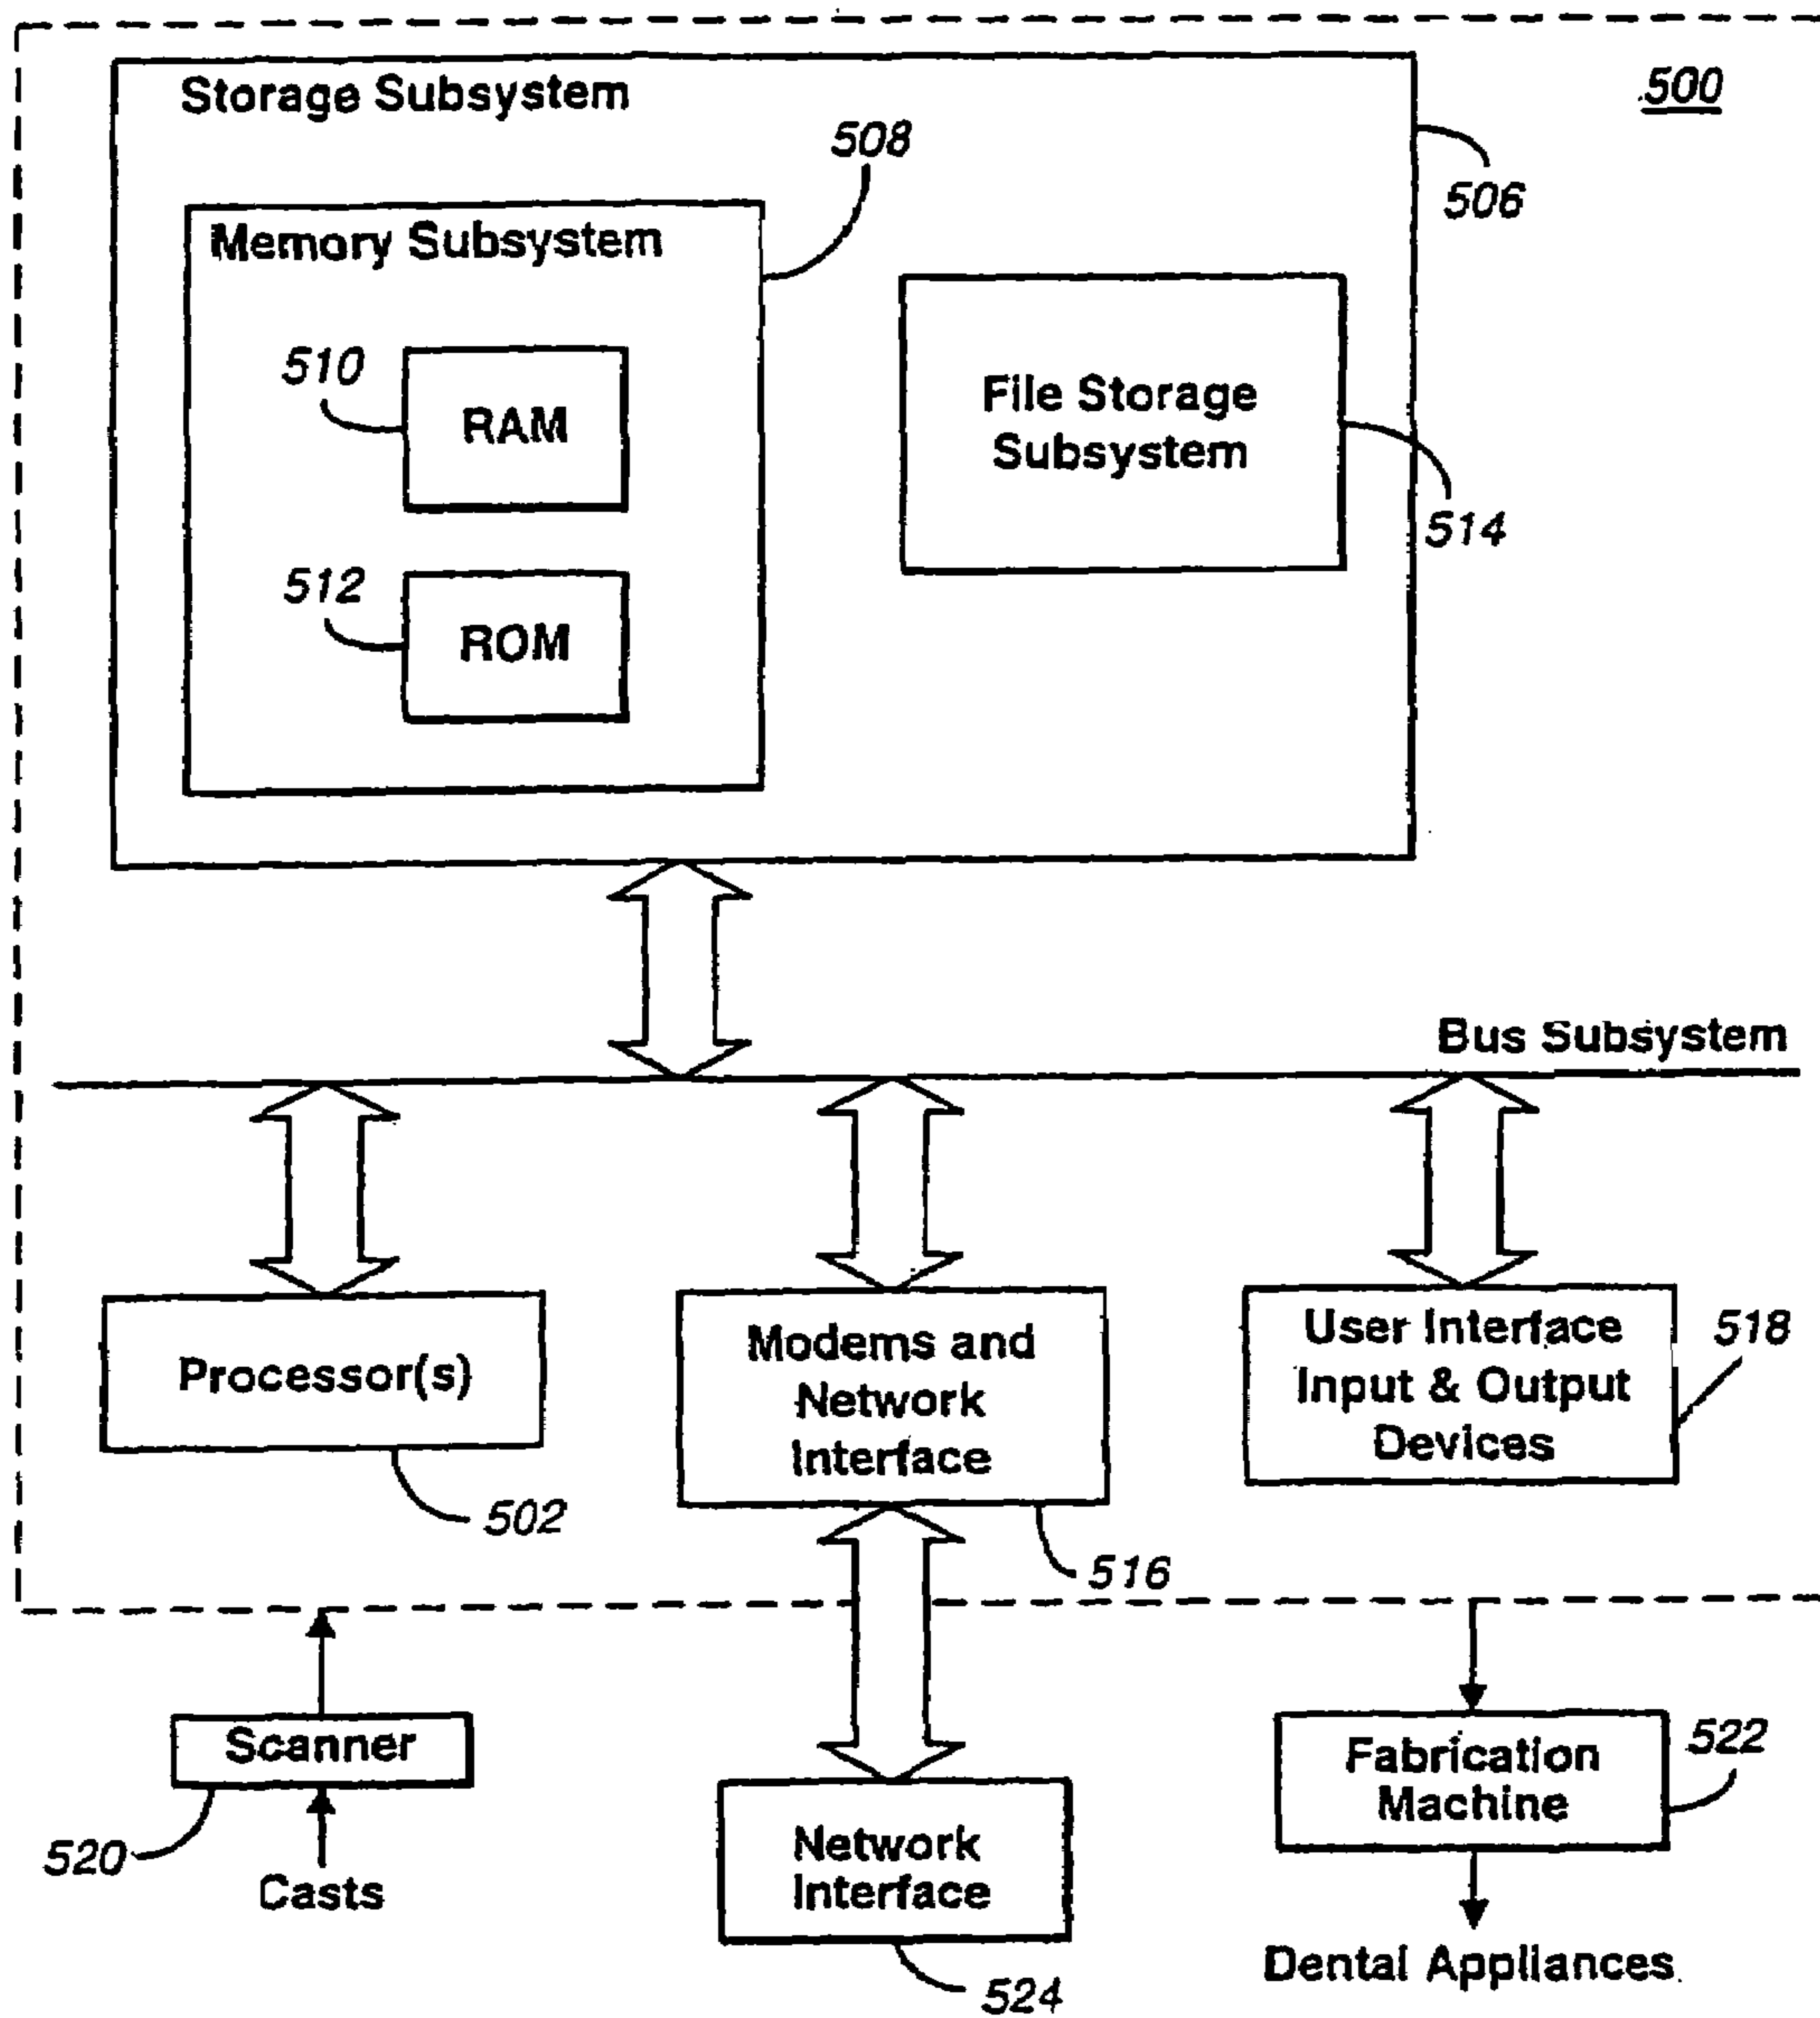 500
Storage Subsystem
508
506
Memory Subsystem
510
RAM
File Storage
Subsystem
514
512
ROM
Bus Subsystem
Processor(s)
502
Modems and
Network
Interface
516
User Interface
Input & Output
Devices
518
Scanner
520
Casts
Network
Interface
524
Fabrication
Machine
522
Dental Appliances